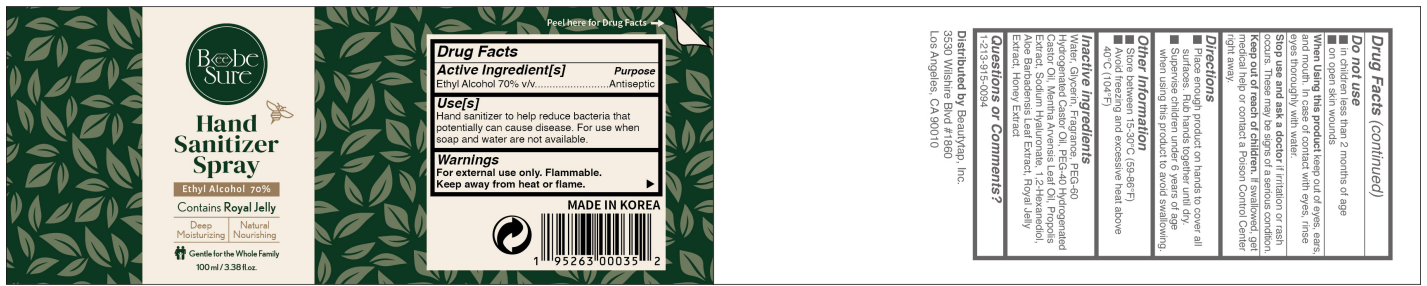 Bee be
Sure
Hand
Sanitizer
Spray
Ethyl Alcohol 70%
Contains Royal Jelly
Deep
Moisturizing
Natural
Nourishing
Gentle for the Whole Family
100 ml / 3.38 fl oz.
Peel here for Drug Facts
Drug Facts
Active Ingredient[s] Purpose
Ethyl Alcohol 70% v/v.......................Antiseptic
Use[s]
Hand sanitizer to help reduce bacteria that
potentially can cause disease. For use when
soap and water are not available.
Warnings
For external use only. Flammable.
Keep away from heat or flame.
MADE IN KOREA
1 95263 00035 2
Drug Facts (continued)
Do not use
■ in children less than 2 months of age
■ on open skin wounds
When Using this product keep out of eyes, ears,
and mouth. In case of contact with eyes, rinse
eyes thoroughly with water.
Stop use and ask a doctor if irritation or rash
occurs. These may be signs of a serious condition.
Keep out of reach of children. If swallowed, get
medical help or contact a Poison Control Center
right away.
Directions
■ Place enough product on hands to cover all
surfaces. Rub hands together until dry.
■ Supervise children under 6 years of age
when using this product to avoid swallowing.
Other Information
■ Store between 15-30°C (59-86°F)
■ Avoid freezing and excessive heat above
40°C (104°F)
Inactive Ingredients
Water, Glycerin, Fragrance, PEG-60
Hydrogenated Castor Oil, PEG-40 Hydrogenated
Castor Oil, Mentha Arvensis Leaf Oil, Propolis
Extract, Sodium Hyaluronate, 1,2-Hexanediol,
Aloe Barbadensis Leaf Extract, Royal Jelly
Extract, Honey Extract
Questions or Comments?
1-213-915-0094
Distributed by Beautytap, Inc.
3530 Wilshire Blvd #1860
Los Angeles, CA 90010